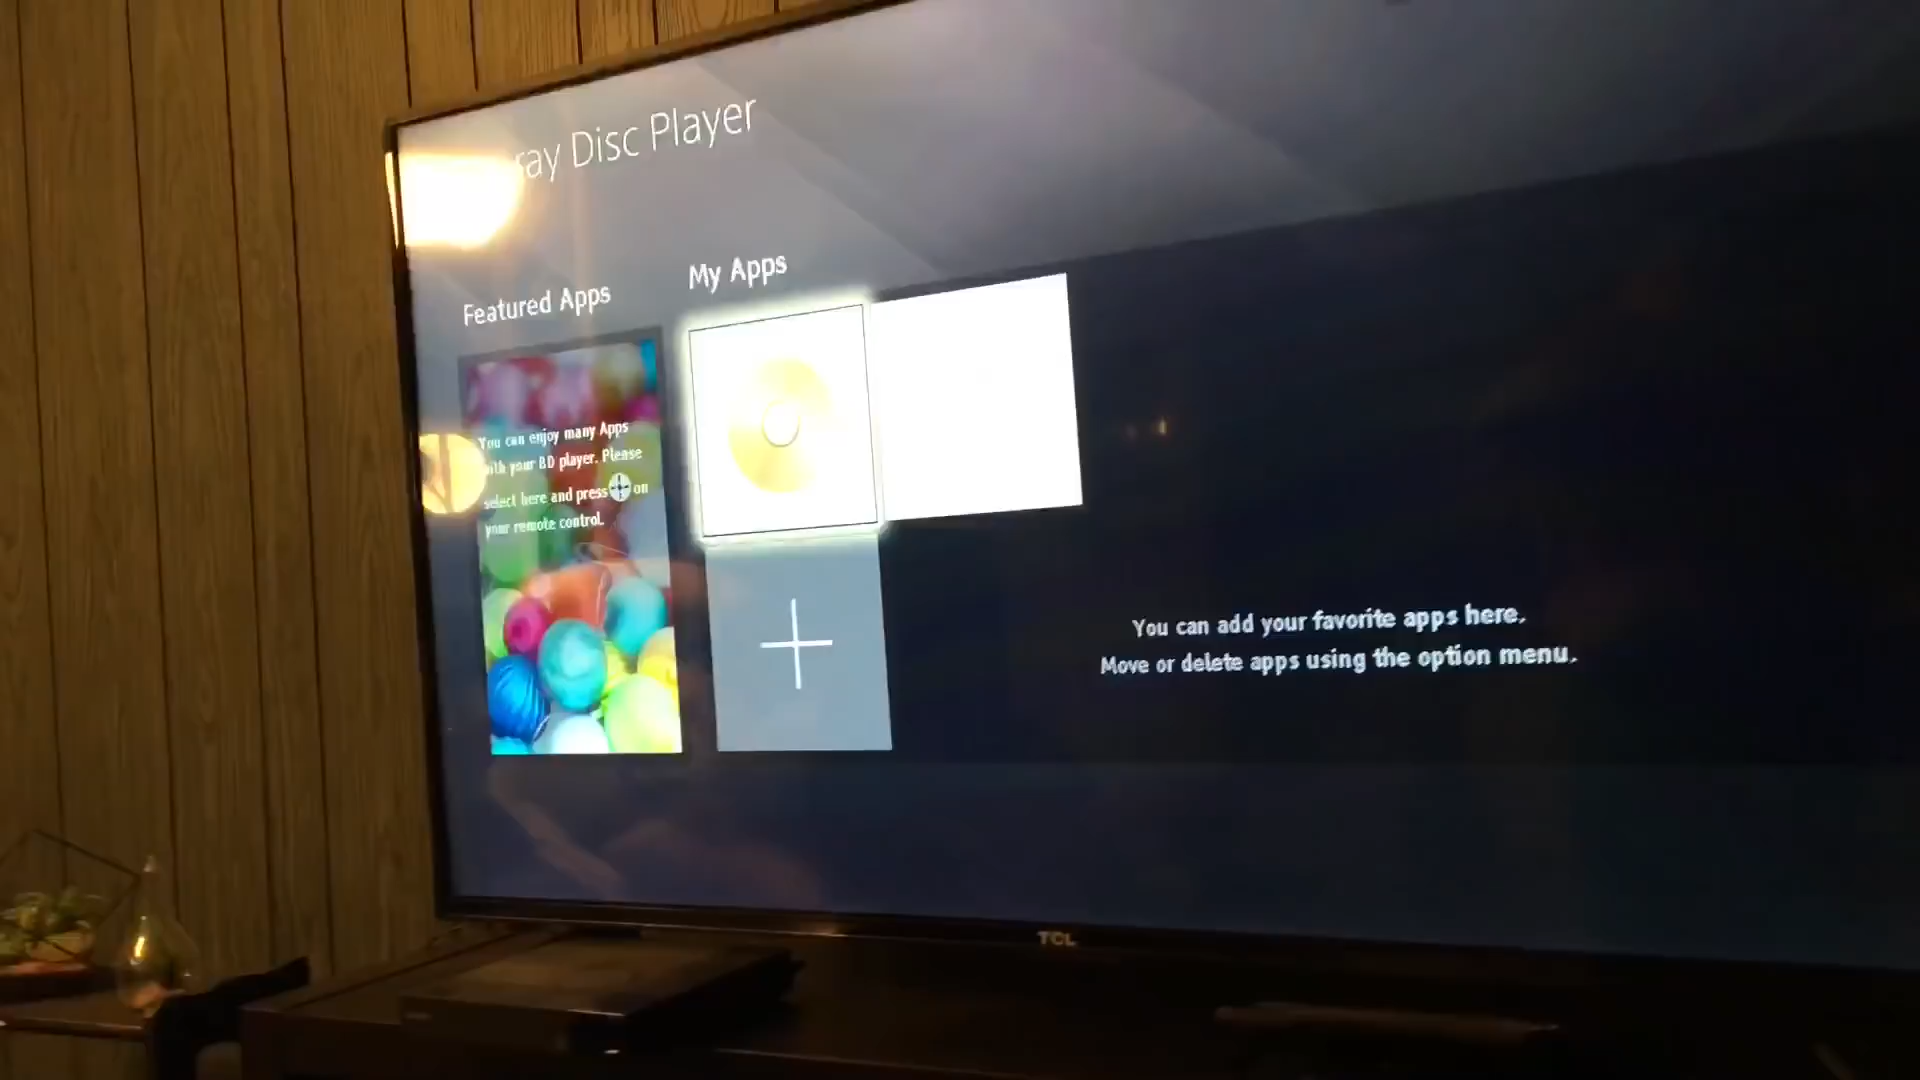 Disc Player
Featured Apps
My Apps
You can enjoy many Apps
with your BD player. Please
select here and press on
your remote control.
You can add your favorite apps here.
Move or delete apps using the option menu.
TCL